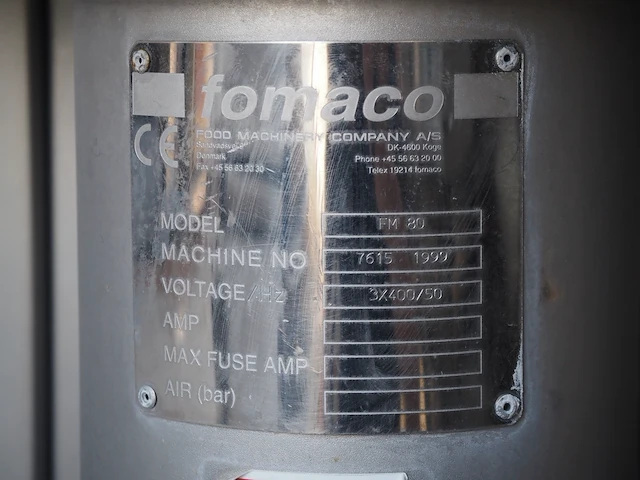 fomaco
FOOD MACHINERY COMPANY A/S
CE
DK-4600 Koge
Denmark
Phone +45 56 63 20 00
Fax +45 56 63 20 30
Telex 19214 fomaco
MODEL FM 80
MACHINE NO 7615 1999
VOLTAGE/Hz 3X400/50
AMP
MAX FUSE AMP
AIR (bar)